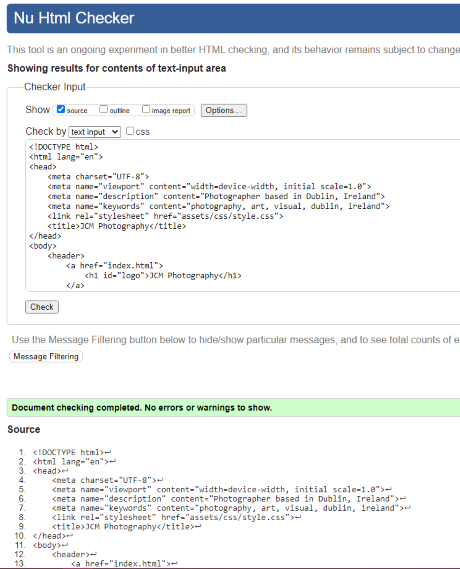 Nu Html Checker
This tool is an ongoing experiment in better HTML checking, and its behavior remains subject to change
Showing results for contents of text-input area
Checker Input
Show source outline image report Options...
Check by text input css
<!DOCTYPE html>
<html lang="en">
<head>
<meta charset="UTF-8">
<meta name="viewport" content="width=device-width, initial scale=1.0">
<meta name="description" content="Photographer based in Dublin, Ireland">
<meta name="keywords" content="photography, art, visual, dublin, ireland">
<link rel="stylesheet" href="assets/css/style.css">
<title>JCM Photography</title>
</head>
<body>
<header>
<a href="index.html">
<h1 id="logo">JCM Photography</h1>
</a>
Check
Use the Message Filtering button below to hide/show particular messages, and to see total counts of e
Message Filtering
Document checking completed. No errors or warnings to show.
Source
1. <!DOCTYPE html>↩
2. <html lang="en">↩
3. <head>↩
4. <meta charset="UTF-8">↩
5. <meta name="viewport" content="width=device-width, initial scale=1.0">↩
6. <meta name="description" content="Photographer based in Dublin, Ireland">↩
7. <meta name="keywords" content="photography, art, visual, dublin, ireland">↩
8. <link rel="stylesheet" href="assets/css/style.css">↩
9. <title>JCM Photography</title>↩
10. </head>↩
11. <body>↩
12. <header>↩
13. <a href="index.html">↩